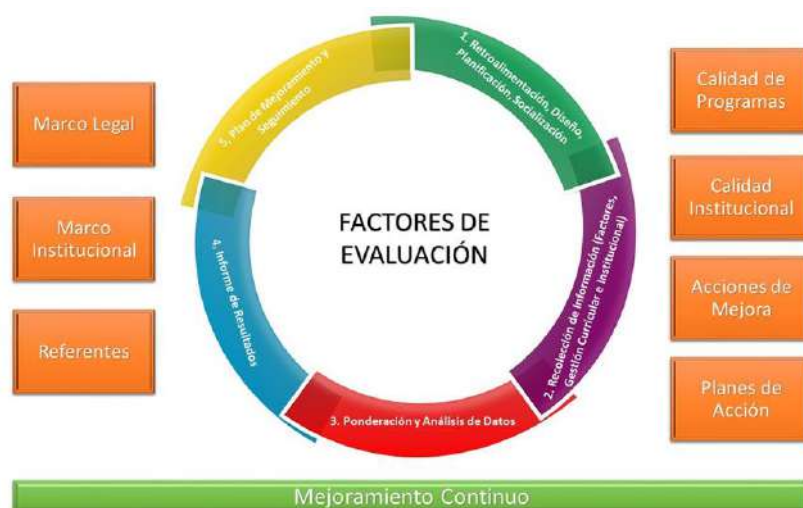 Marco Legal
Marco
Institucional
Referentes
1. Retroalimentación, Diseño,
Planificación, Socialización
2. Recolección de Información (Factores,
Gestión Curricular e Institucional)
3. Ponderación y Análisis de Datos
4. Informe de Resultados
5. Plan de Mejoramiento y
Seguimiento
FACTORES DE
EVALUACIÓN
Calidad de
Programas
Calidad
Institucional
Acciones de
Mejora
Planes de
Acción
Mejoramiento Continuo